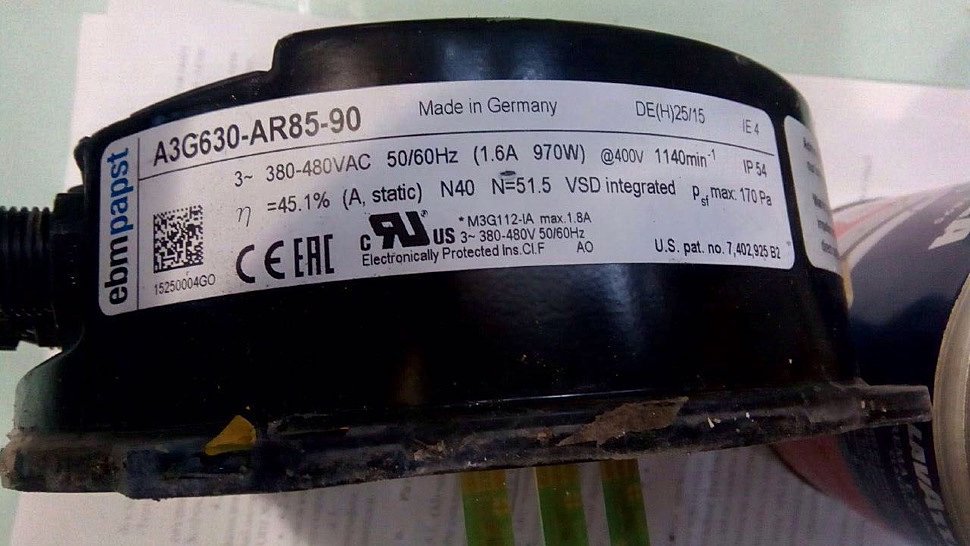 ebmpapst
A3G630-AR85-90 Made in Germany DE(H)25/15 IE 4
3~ 380-480VAC 50/60Hz (1.6A 970W) @400V 1140min⁻¹ IP 54
η =45.1% (A, static) N40 N=51.5 VSD integrated Psf max: 170 Pa
15250004GO
CE EAC
c RU US
* M3G112-IA max.1.8A
3~ 380-480V 50/60Hz
Electronically Protected Ins.Cl.F AO
U.S. pat. no. 7,402,925 B2